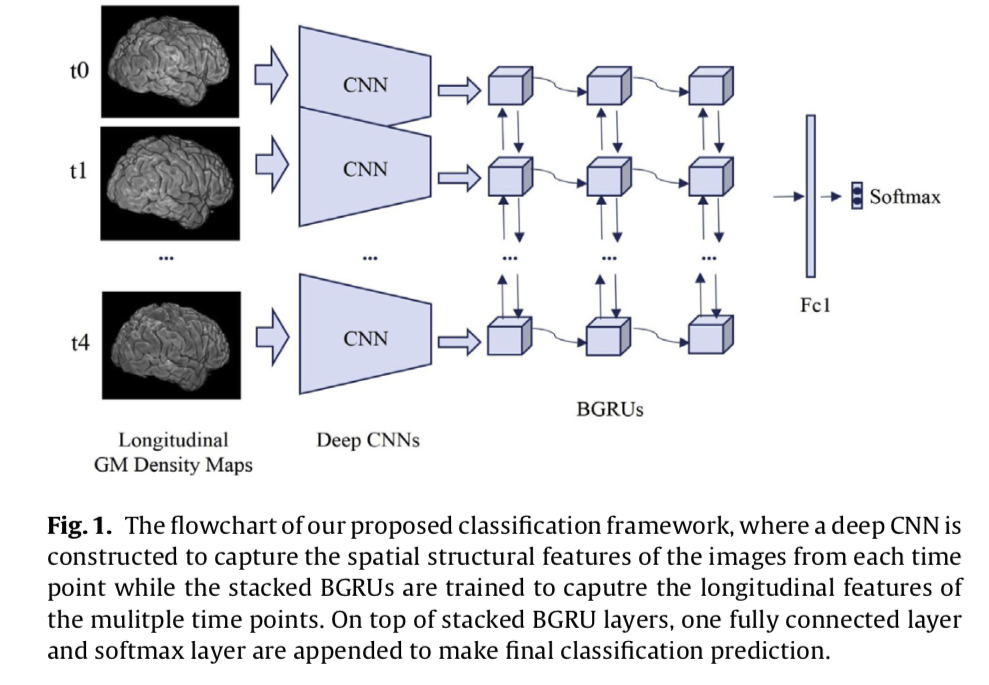 t0
CNN
t1
CNN
Softmax
...
...
...
...
...
Fc1
t4
CNN
BGRUs
Longitudinal
GM Density Maps
Deep CNNs
Fig. 1. The flowchart of our proposed classification framework, where a deep CNN is
constructed to capture the spatial structural features of the images from each time
point while the stacked BGRUs are trained to caputre the longitudinal features of
the mulitple time points. On top of stacked BGRU layers, one fully connected layer
and softmax layer are appended to make final classification prediction.